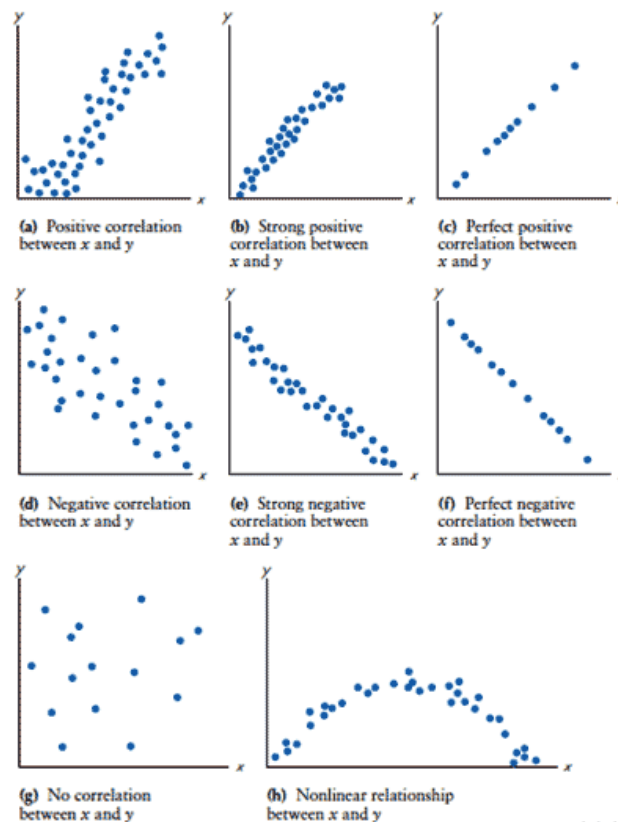 y
x
(a) Positive correlation
between x and y
y
x
(b) Strong positive
correlation between
x and y
y
(c) Perfect positive
correlation between
x and y
y
x
(d) Negative correlation
between x and y
y
x
(e) Strong negative
correlation between
x and y
y
(f) Perfect negative
correlation between
x and y
y
x
(g) No correlation
between x and y
y
x
(h) Nonlinear relationship
between x and y